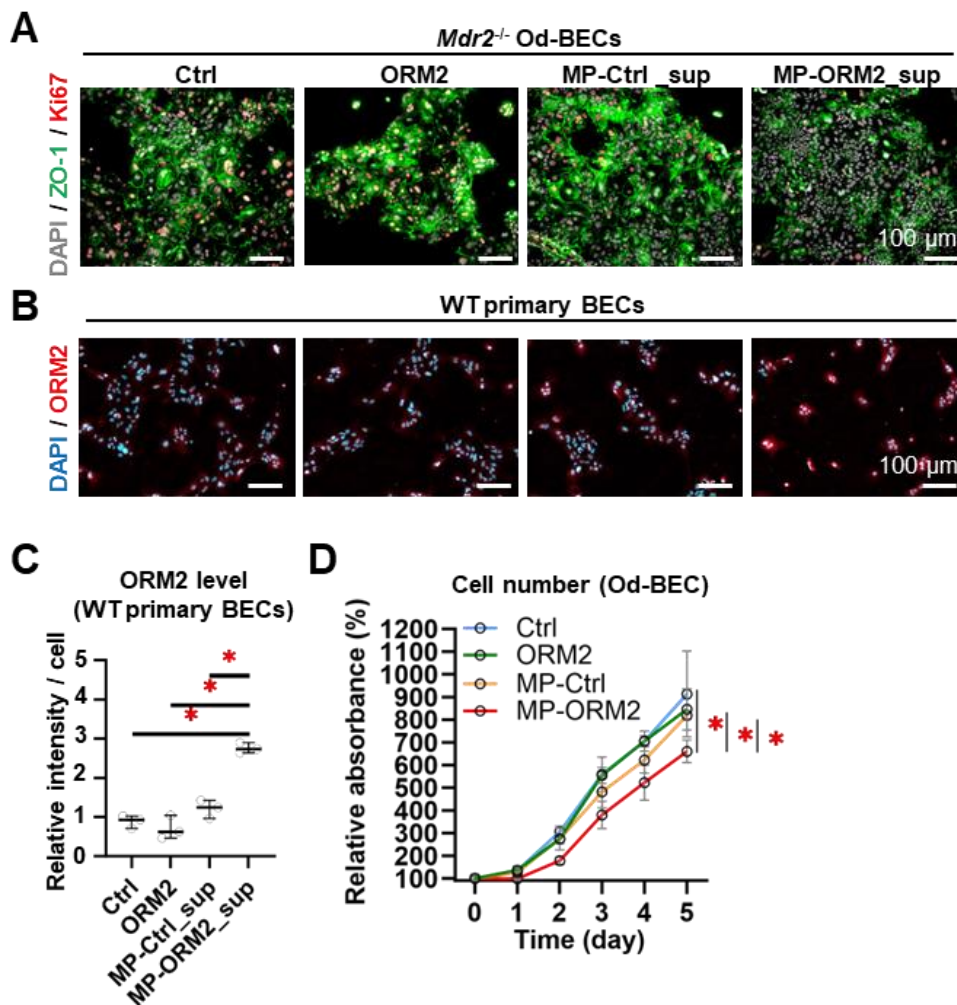 A
Mdr2-/- Od-BECs
Ctrl
ORM2
MP-Ctrl_sup
MP-ORM2_sup
DAPI / ZO-1 / Ki67
100 µm
B
WT primary BECs
DAPI / ORM2
100 µm
C
ORM2 level
(WT primary BECs)
Relative intensity / cell
5
4
3
2
1
0
*
*
*
Ctrl
ORM2
MP-Ctrl_sup
MP-ORM2_sup
D
Cell number (Od-BEC)
Relative absorbance (%)
1200
1100
1000
900
800
700
600
500
400
300
200
100
Ctrl
ORM2
MP-Ctrl
MP-ORM2
* * *
0 1 2 3 4 5
Time (day)